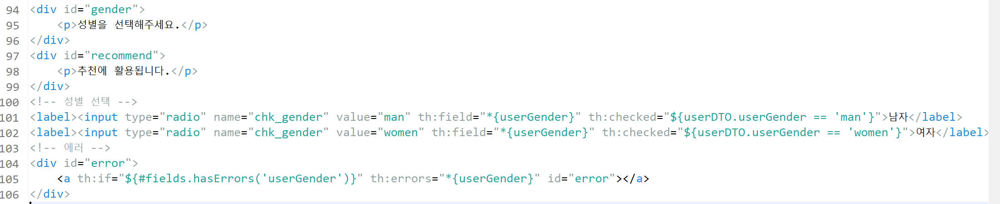 94 <div id="gender">
95     <p>성별을 선택해주세요.</p>
96 </div>
97 <div id="recommend">
98     <p>추천에 활용됩니다.</p>
99 </div>
100 <!-- 성별 선택 -->
101 <label><input type="radio" name="chk_gender" value="man" th:field="*{userGender}" th:checked="${userDTO.userGender == 'man'}">남자</label>
102 <label><input type="radio" name="chk_gender" value="women" th:field="*{userGender}" th:checked="${userDTO.userGender == 'women'}">여자</label>
103 <!-- 에러 -->
104 <div id="error">
105     <a th:if="${#fields.hasErrors('userGender')}" th:errors="*{userGender}" id="error"></a>
106 </div>